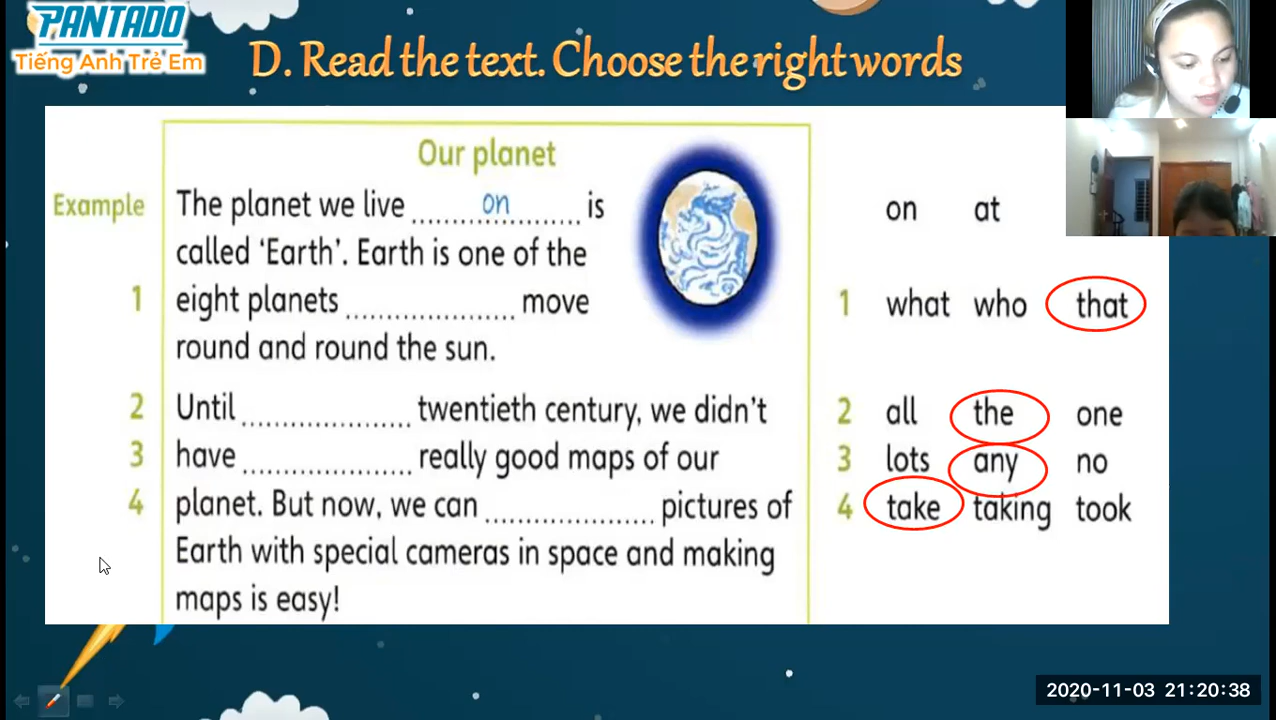 PANTADO
Tiếng Anh Trẻ Em
D. Read the text. Choose the right words
Our planet
Example The planet we live on is
called ‘Earth’. Earth is one of the
1 eight planets .................... move
round and round the sun.
2 Until .................... twentieth century, we didn’t
3 have .................... really good maps of our
4 planet. But now, we can .................... pictures of
Earth with special cameras in space and making
maps is easy!
on at
1 what who that
2 all the one
3 lots any no
4 take taking took
2020-11-03 21:20:38